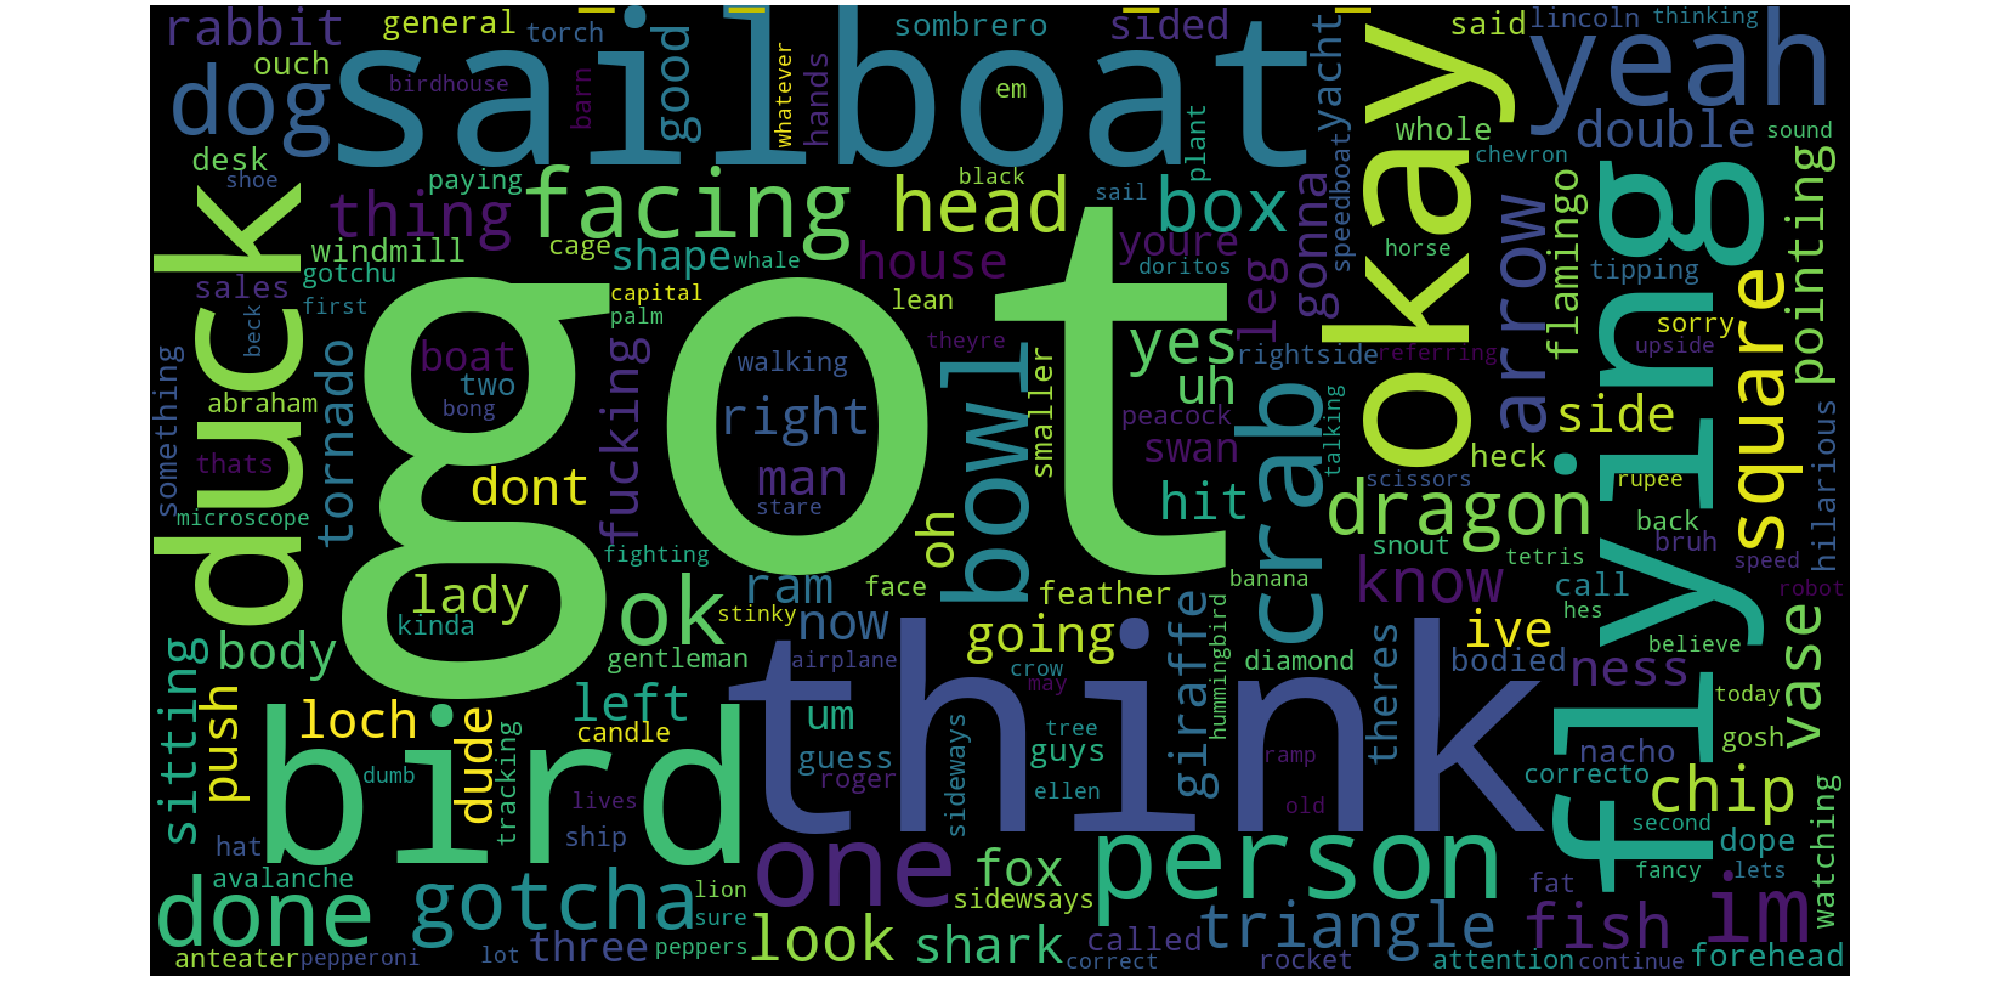 rabbit
general
torch
sombrero
sided
said
lincoln
thinking
sailboat
yeah
okay
dog
ouch
birdhouse
barn
good
whatever
hands
em
yacht
whole
double
sound
desk
shoe
paying
plant
speedboat
chevron
duck
thing
facing
head
black
sail
box
gonna
arrow
flamingo
flying
pointing
windmill
cage
shape
whale
house
youre
doritos
horse
tipping
gotchu
sales
first
capital
palm
lean
leg
square
sorry
beck
tornado
boat
fucking
walking
theyre
yes
rightside
referring
upside
something
abraham
two
bong
got
right
bowl
smaller
uh
peacock
crab
talking
side
hilarious
thats
dont
man
swan
scissors
heck
rupee
microscope
stare
oh
hit
dragon
back
fighting
snout
tetris
bruh
speed
lady
ok
ram
face
feather
banana
know
call
robot
kinda
stinky
now
going
hummingbird
giraffe
ive
hes
believe
vase
sitting
body
gentleman
airplane
crow
diamond
theres
bodied
ness
push
loch
dude
left
think
may
today
bird
tracking
candle
um
sideways
tree
guys
ramp
nacho
gosh
dumb
guess
roger
ellen
correcto
chip
watching
lives
old
second
hat
ship
one
fox
person
dope
avalanche
lion
sidewsays
fat
fancy
lets
done
gotcha
sure
look
shark
called
triangle
fish
im
anteater
pepperoni
lot
three
peppers
correct
rocket
attention
continue
forehead